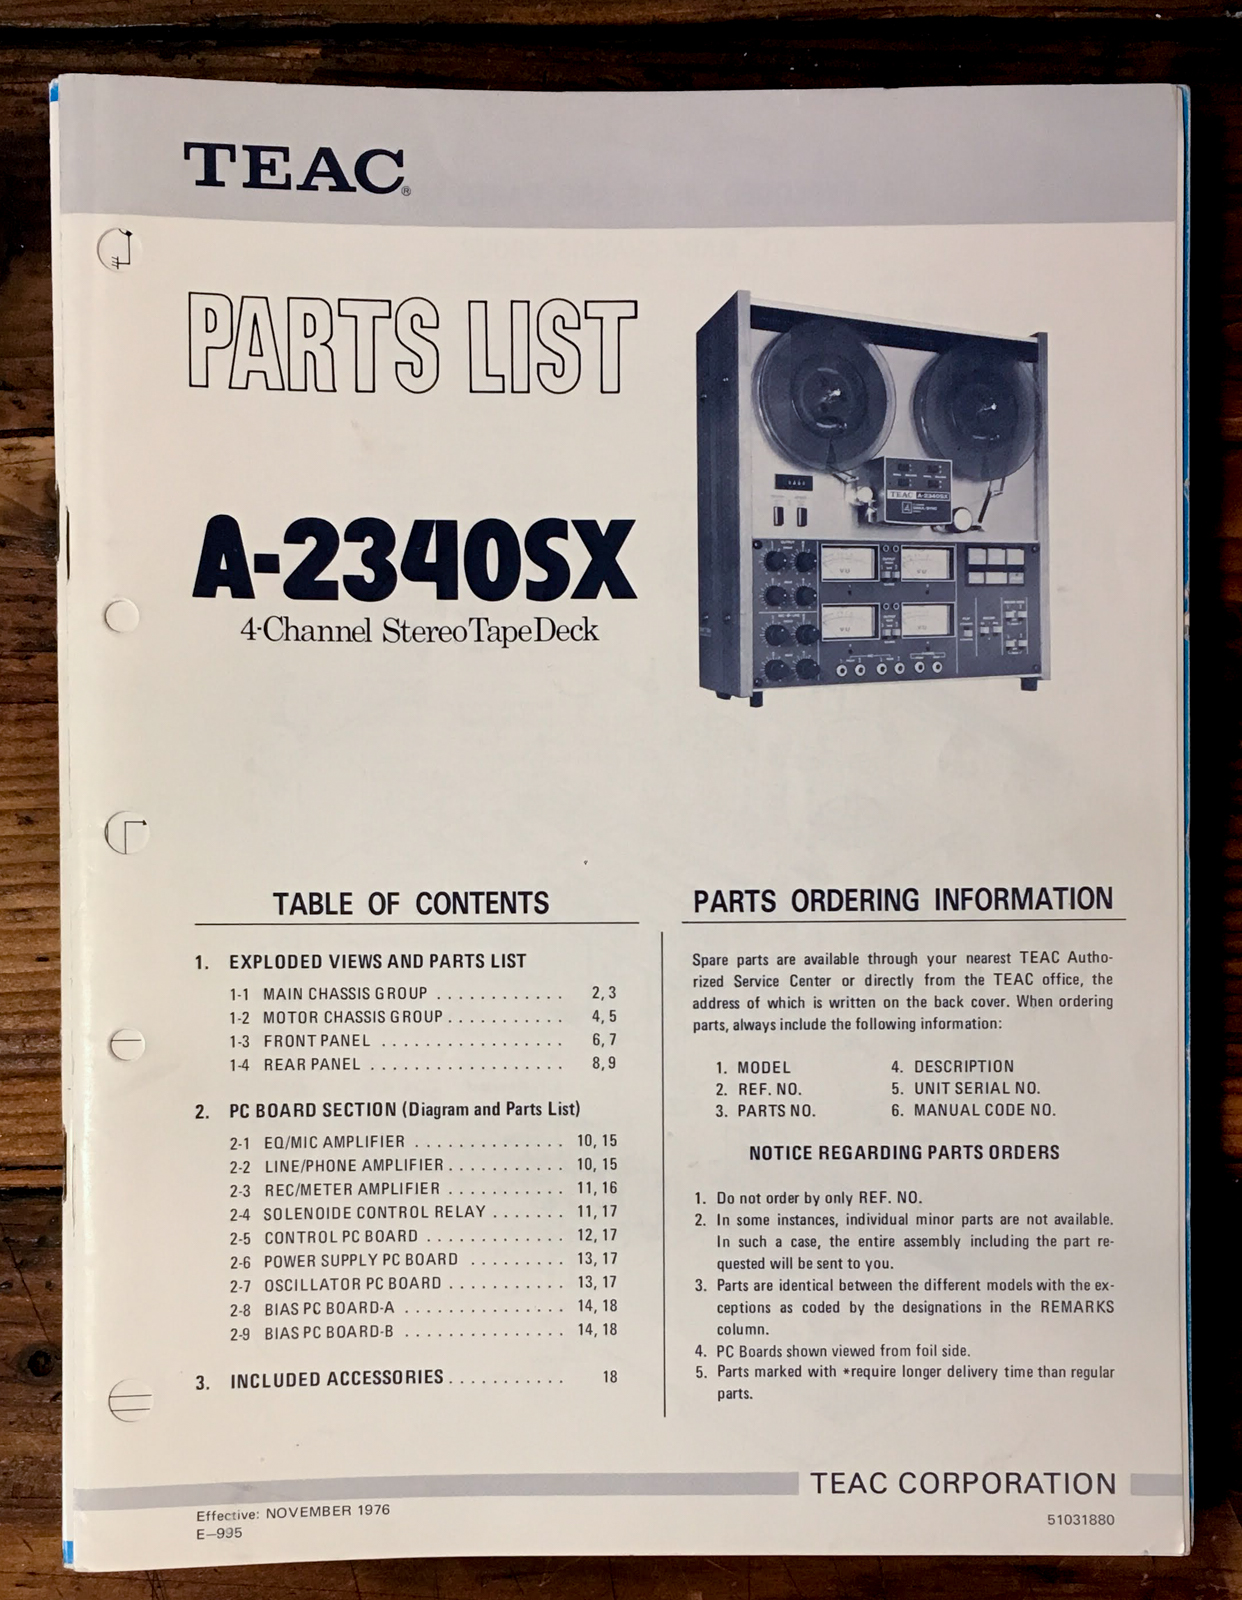 TEAC®
PARTS LIST
A-2340SX
4-Channel Stereo Tape Deck
TEAC A-2340SX
VU VU
VU VU
TABLE OF CONTENTS
1. EXPLODED VIEWS AND PARTS LIST
1-1 MAIN CHASSIS GROUP . . . . . . . . . . . . 2, 3
1-2 MOTOR CHASSIS GROUP . . . . . . . . . . . 4, 5
1-3 FRONT PANEL . . . . . . . . . . . . . . . . . 6, 7
1-4 REAR PANEL . . . . . . . . . . . . . . . . . . 8, 9
2. PC BOARD SECTION (Diagram and Parts List)
2-1 EQ/MIC AMPLIFIER . . . . . . . . . . . . . . 10, 15
2-2 LINE/PHONE AMPLIFIER . . . . . . . . . . . 10, 15
2-3 REC/METER AMPLIFIER . . . . . . . . . . . 11, 16
2-4 SOLENOIDE CONTROL RELAY . . . . . . . 11, 17
2-5 CONTROL PC BOARD . . . . . . . . . . . . . 12, 17
2-6 POWER SUPPLY PC BOARD . . . . . . . . . 13, 17
2-7 OSCILLATOR PC BOARD . . . . . . . . . . . 13, 17
2-8 BIAS PC BOARD-A . . . . . . . . . . . . . . . 14, 18
2-9 BIAS PC BOARD-B . . . . . . . . . . . . . . . 14, 18
3. INCLUDED ACCESSORIES . . . . . . . . . . . 18
PARTS ORDERING INFORMATION
Spare parts are available through your nearest TEAC Autho-
rized Service Center or directly from the TEAC office, the
address of which is written on the back cover. When ordering
parts, always include the following information:
1. MODEL 4. DESCRIPTION
2. REF. NO. 5. UNIT SERIAL NO.
3. PARTS NO. 6. MANUAL CODE NO.
NOTICE REGARDING PARTS ORDERS
1. Do not order by only REF. NO.
2. In some instances, individual minor parts are not available.
In such a case, the entire assembly including the part re-
quested will be sent to you.
3. Parts are identical between the different models with the ex-
ceptions as coded by the designations in the REMARKS
column.
4. PC Boards shown viewed from foil side.
5. Parts marked with *require longer delivery time than regular
parts.
TEAC CORPORATION
Effective: NOVEMBER 1976
E-995
51031880